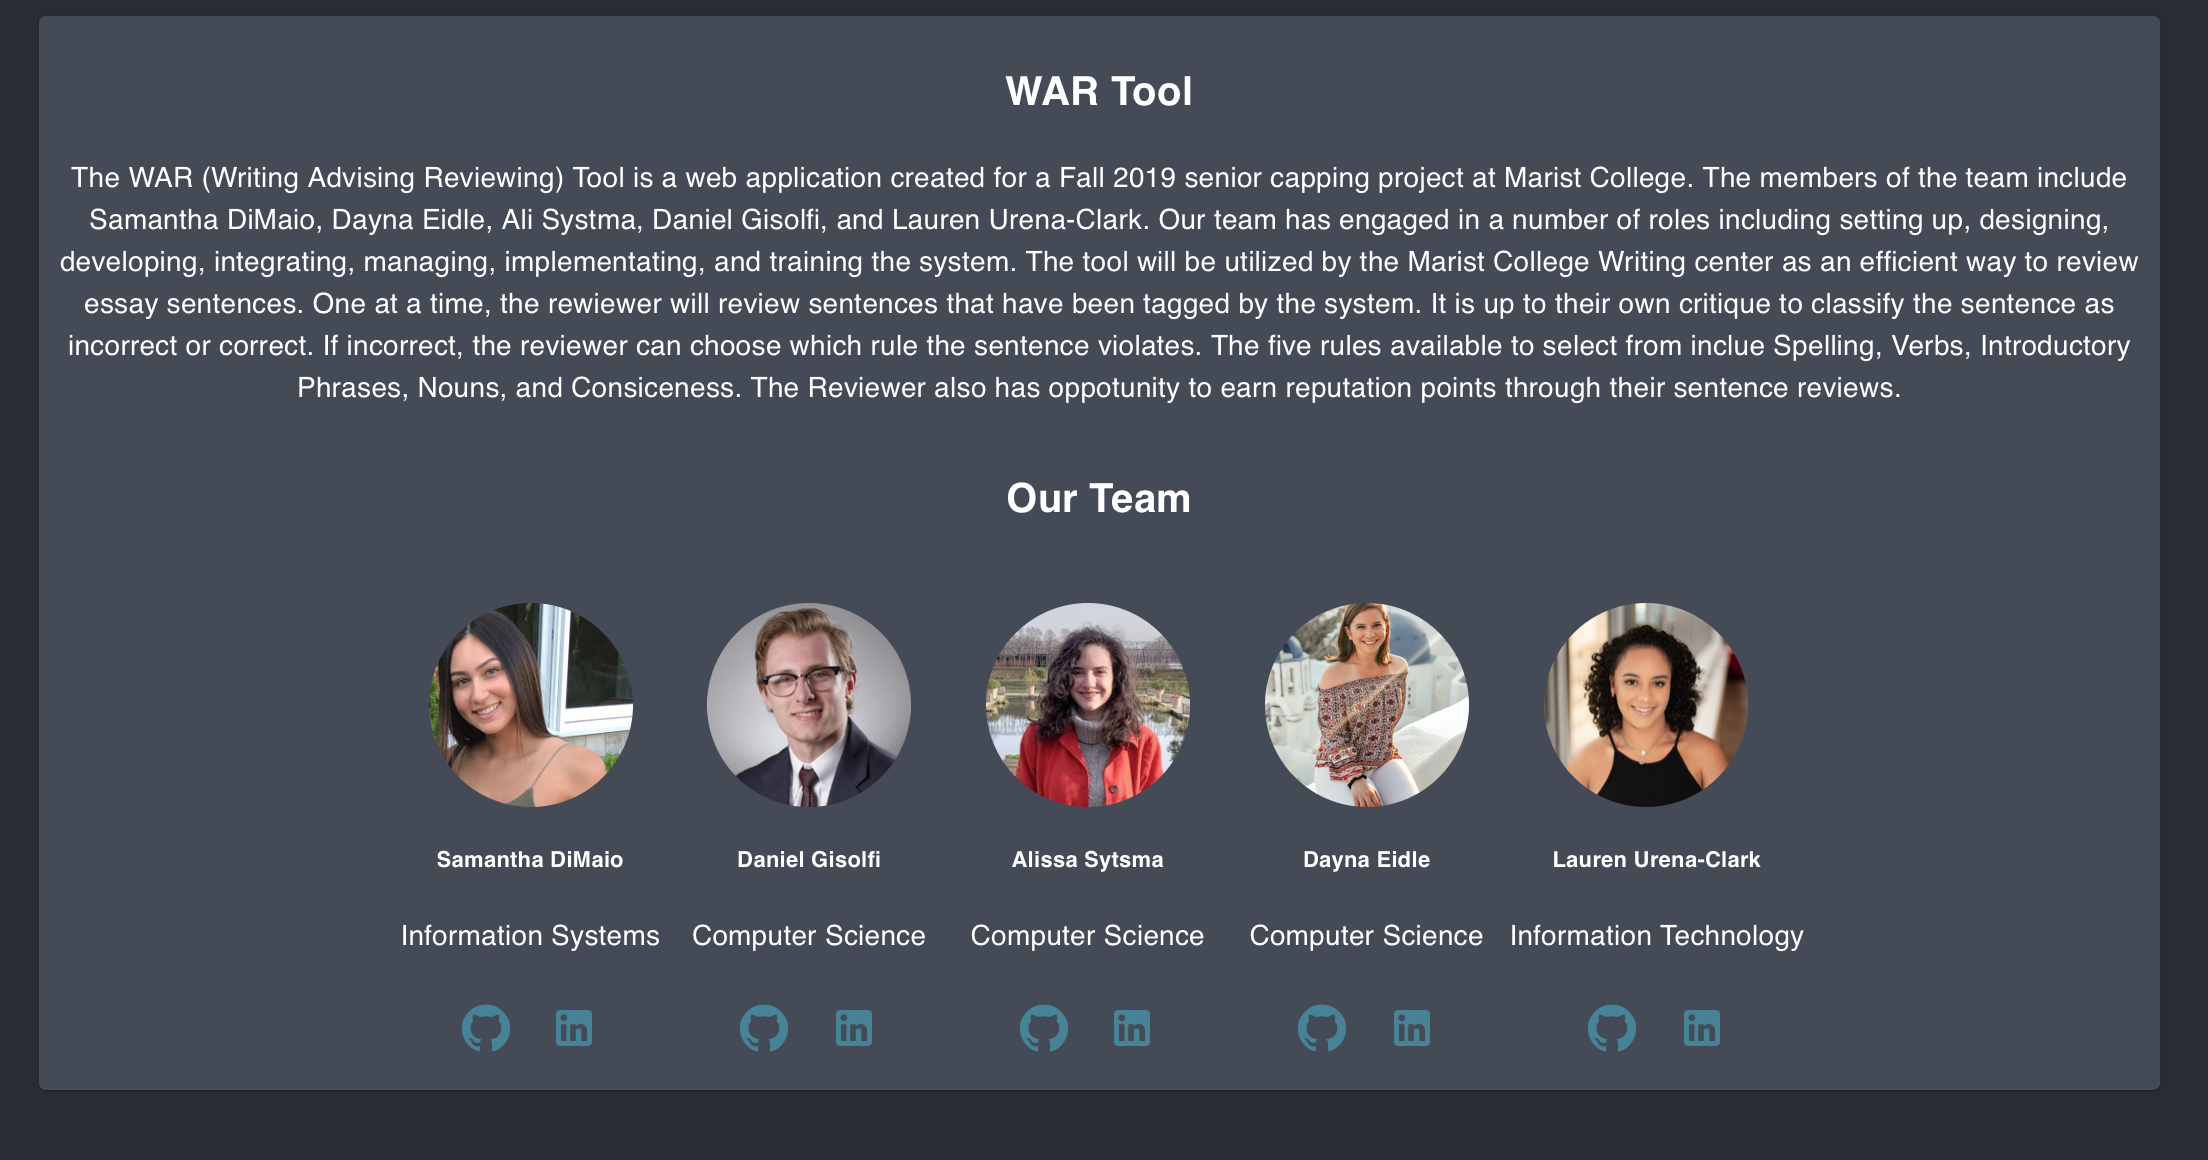 WAR Tool
The WAR (Writing Advising Reviewing) Tool is a web application created for a Fall 2019 senior capping project at Marist College. The members of the team include
Samantha DiMaio, Dayna Eidle, Ali Systma, Daniel Gisolfi, and Lauren Urena-Clark. Our team has engaged in a number of roles including setting up, designing,
developing, integrating, managing, implementating, and training the system. The tool will be utilized by the Marist College Writing center as an efficient way to review
essay sentences. One at a time, the rewiewer will review sentences that have been tagged by the system. It is up to their own critique to classify the sentence as
incorrect or correct. If incorrect, the reviewer can choose which rule the sentence violates. The five rules available to select from inclue Spelling, Verbs, Introductory
Phrases, Nouns, and Consiceness. The Reviewer also has oppotunity to earn reputation points through their sentence reviews.
Our Team
Samantha DiMaio Daniel Gisolfi Alissa Sytsma Dayna Eidle Lauren Urena-Clark
Information Systems Computer Science Computer Science Computer Science Information Technology
in in in in in